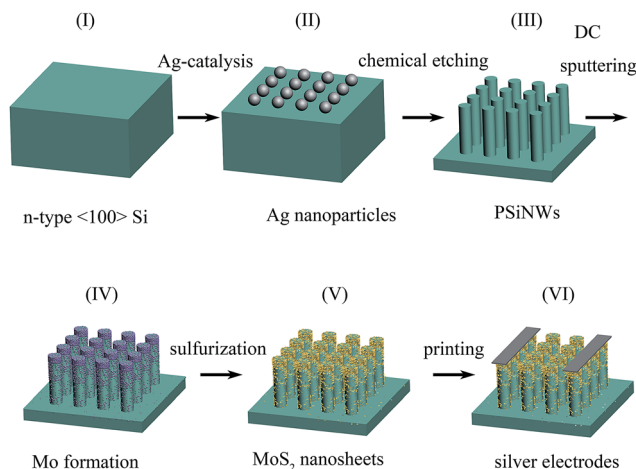 (I)
(II)
(III)
DC
Ag-catalysis
chemical etching
sputtering
n-type <100> Si
Ag nanoparticles
PSiNWs
(IV)
(V)
(VI)
sulfurization
printing
Mo formation
MoS, nanosheets
silver electrodes